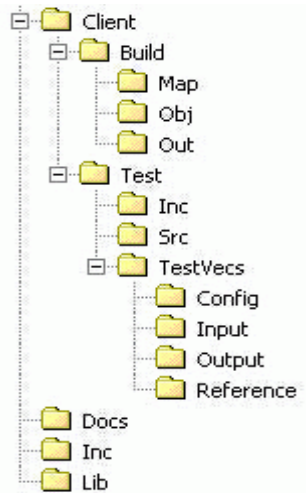 Client
Build
Map
Obj
Out
Test
Inc
Src
TestVecs
Config
Input
Output
Reference
Docs
Inc
Lib